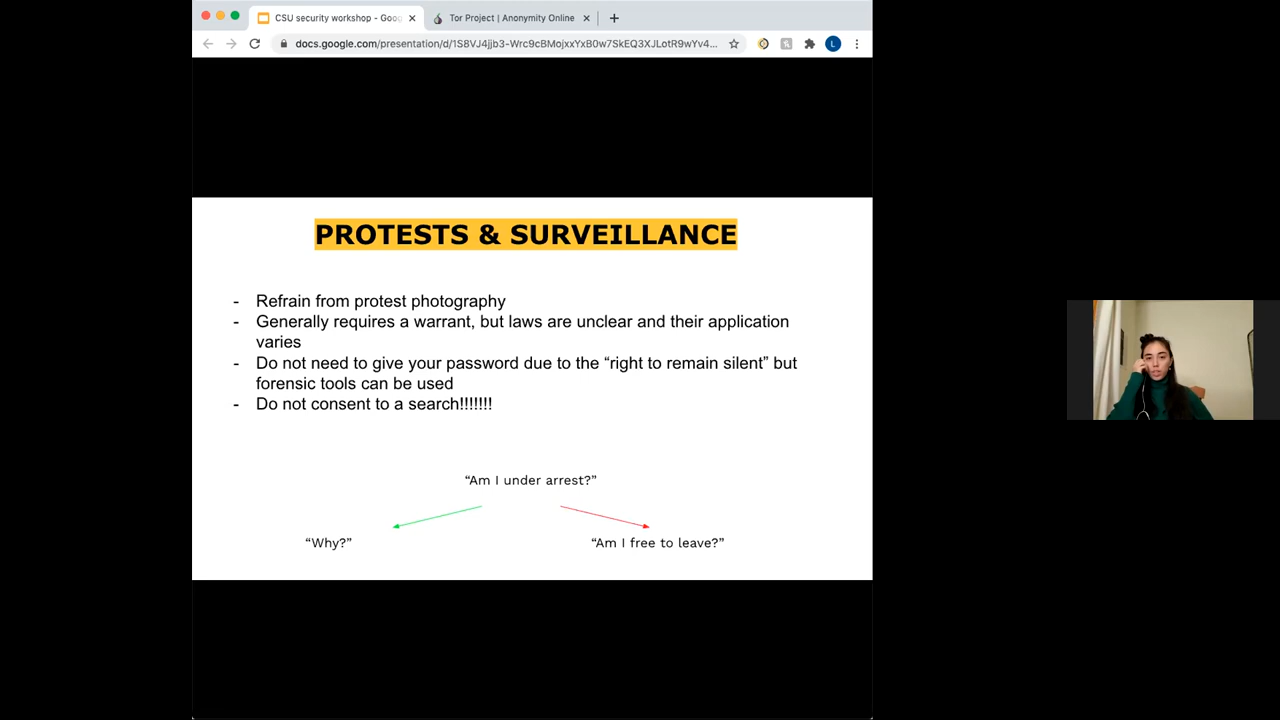 CSU security workshop - Goog
Tor Project | Anonymity Online
docs.google.com/presentation/d/1S8VJ4jjb3-Wrc9cBMojxxYxB0w7SkEQ3XJLotR9wYv4...
L
PROTESTS & SURVEILLANCE
- Refrain from protest photography
- Generally requires a warrant, but laws are unclear and their application
varies
- Do not need to give your password due to the “right to remain silent” but
forensic tools can be used
- Do not consent to a search!!!!!!!
“Am I under arrest?”
“Why?”
“Am I free to leave?”